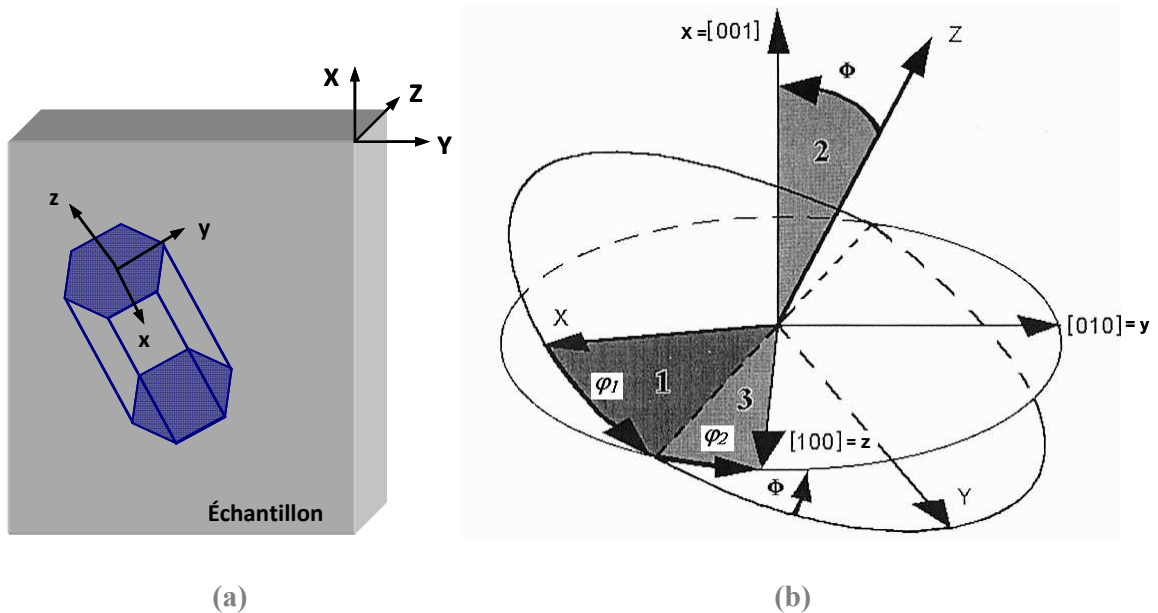 X
Z
Y
z
y
x
Échantillon
(a)
x =[001]
Z
Φ
2
X
[010] = y
φ1
1
3
φ2
[100] = z
Φ
Y
(b)